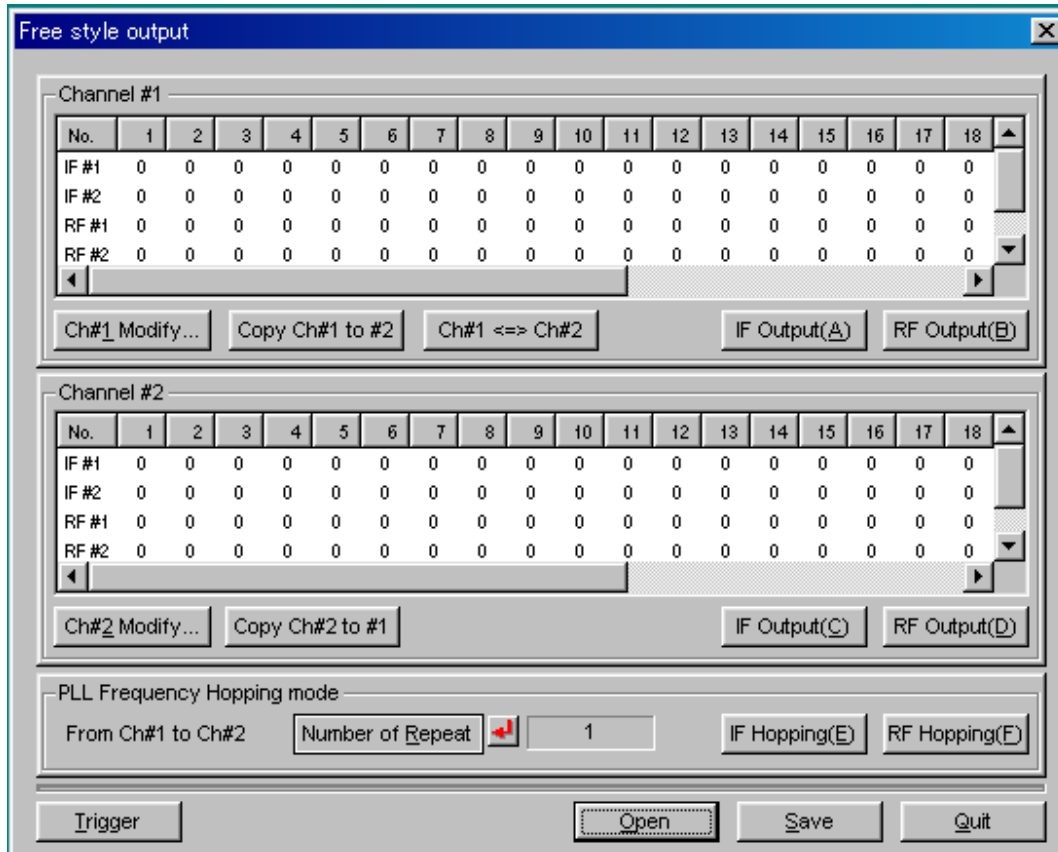 Free style output
Channel #1
No. 1 2 3 4 5 6 7 8 9 10 11 12 13 14 15 16 17 18
IF #1 0 0 0 0 0 0 0 0 0 0 0 0 0 0 0 0 0 0
IF #2 0 0 0 0 0 0 0 0 0 0 0 0 0 0 0 0 0 0
RF #1 0 0 0 0 0 0 0 0 0 0 0 0 0 0 0 0 0 0
RF #2 0 0 0 0 0 0 0 0 0 0 0 0 0 0 0 0 0 0
Ch#1 Modify... Copy Ch#1 to #2 Ch#1 <=> Ch#2 IF Output(A) RF Output(B)
Channel #2
No. 1 2 3 4 5 6 7 8 9 10 11 12 13 14 15 16 17 18
IF #1 0 0 0 0 0 0 0 0 0 0 0 0 0 0 0 0 0 0
IF #2 0 0 0 0 0 0 0 0 0 0 0 0 0 0 0 0 0 0
RF #1 0 0 0 0 0 0 0 0 0 0 0 0 0 0 0 0 0 0
RF #2 0 0 0 0 0 0 0 0 0 0 0 0 0 0 0 0 0 0
Ch#2 Modify... Copy Ch#2 to #1 IF Output(C) RF Output(D)
PLL Frequency Hopping mode
From Ch#1 to Ch#2 Number of Repeat 1 IF Hopping(E) RF Hopping(F)
Trigger Open Save Quit